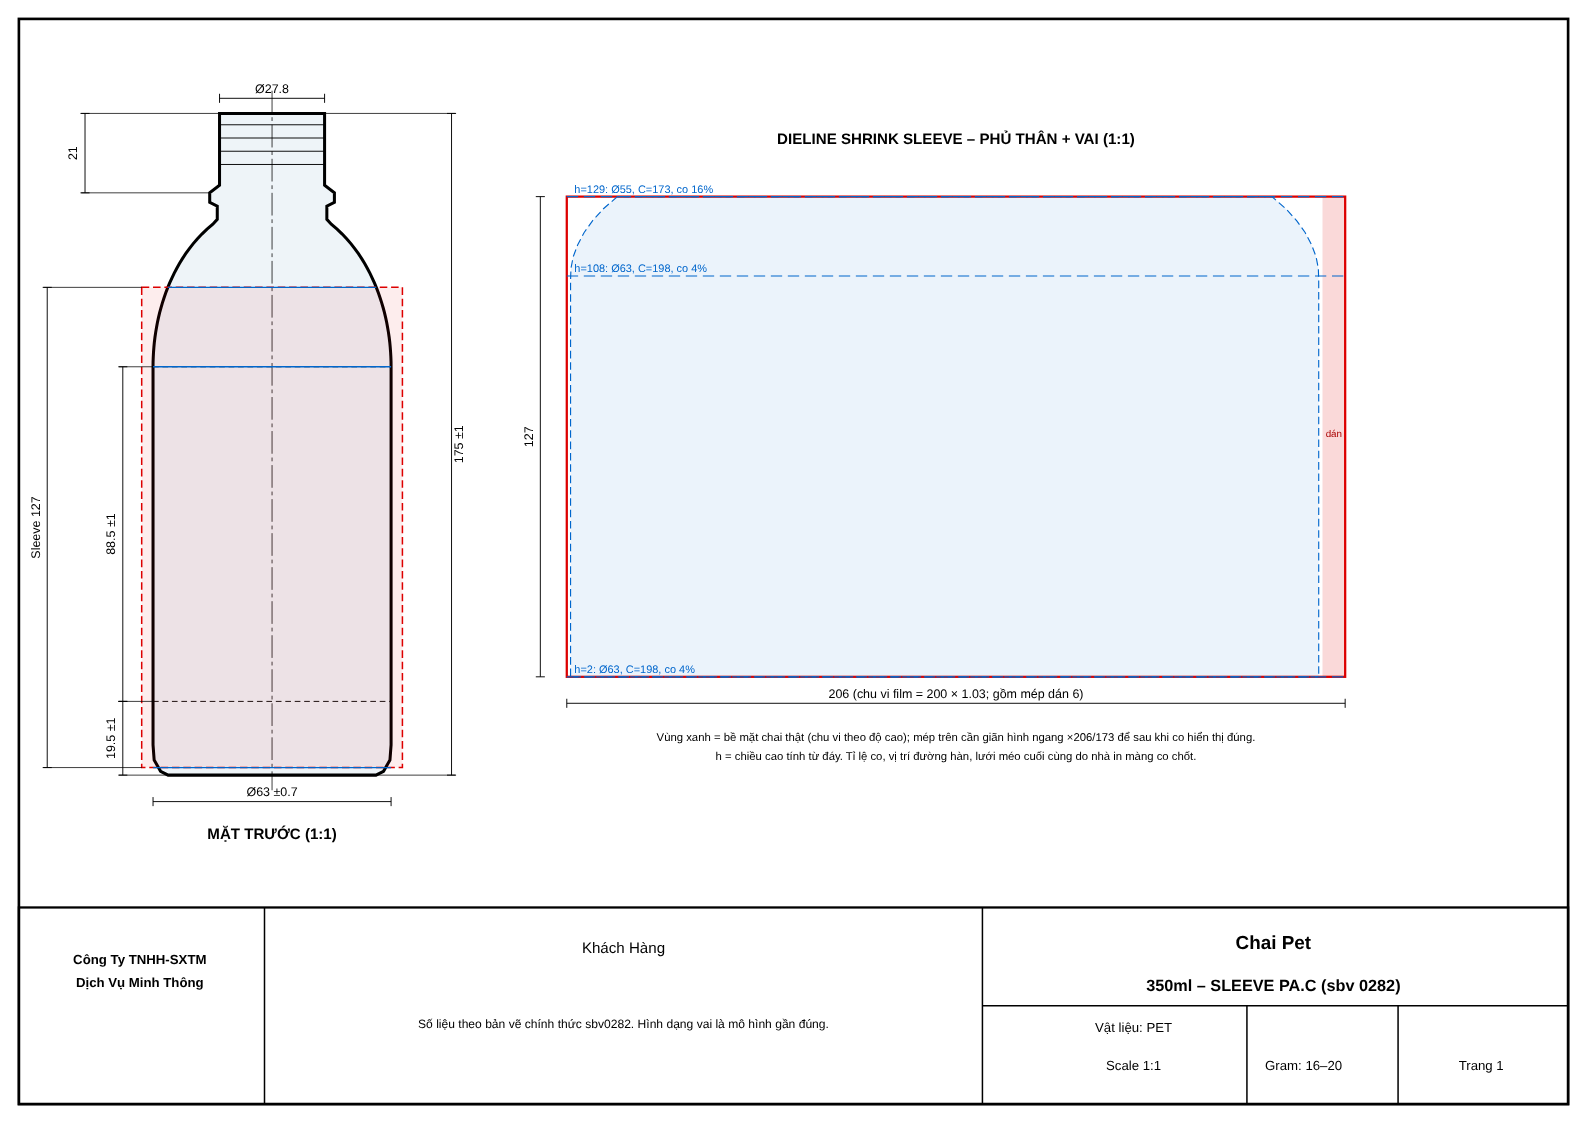 Ø27.8
21
Sleeve 127
88.5 ±1
19.5 ±1
175 ±1
Ø63 ±0.7
MẶT TRƯỚC (1:1)
DIELINE SHRINK SLEEVE – PHỦ THÂN + VAI (1:1)
h=129: Ø55, C=173, co 16%
h=108: Ø63, C=198, co 4%
127
dán
h=2: Ø63, C=198, co 4%
206 (chu vi film = 200 × 1.03; gồm mép dán 6)
Vùng xanh = bề mặt chai thật (chu vi theo độ cao); mép trên cần giãn hình ngang ×206/173 để sau khi co hiển thị đúng.
h = chiều cao tính từ đáy. Tỉ lệ co, vị trí đường hàn, lưới méo cuối cùng do nhà in màng co chốt.
Công Ty TNHH-SXTM
Dịch Vụ Minh Thông
Khách Hàng
Số liệu theo bản vẽ chính thức sbv0282. Hình dạng vai là mô hình gần đúng.
Chai Pet
350ml – SLEEVE PA.C (sbv 0282)
Vật liệu: PET
Scale 1:1
Gram: 16–20
Trang 1